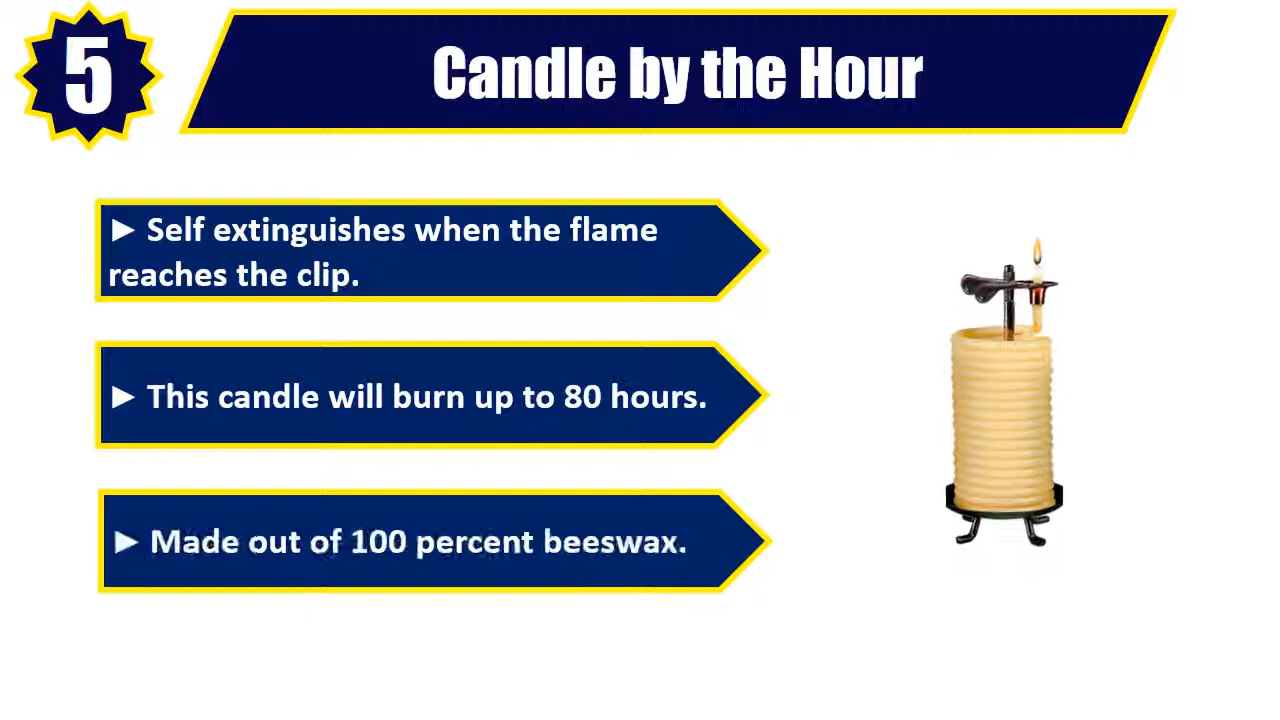 5
Candle by the Hour
► Self extinguishes when the flame
reaches the clip.
► This candle will burn up to 80 hours.
► Made out of 100 percent beeswax.